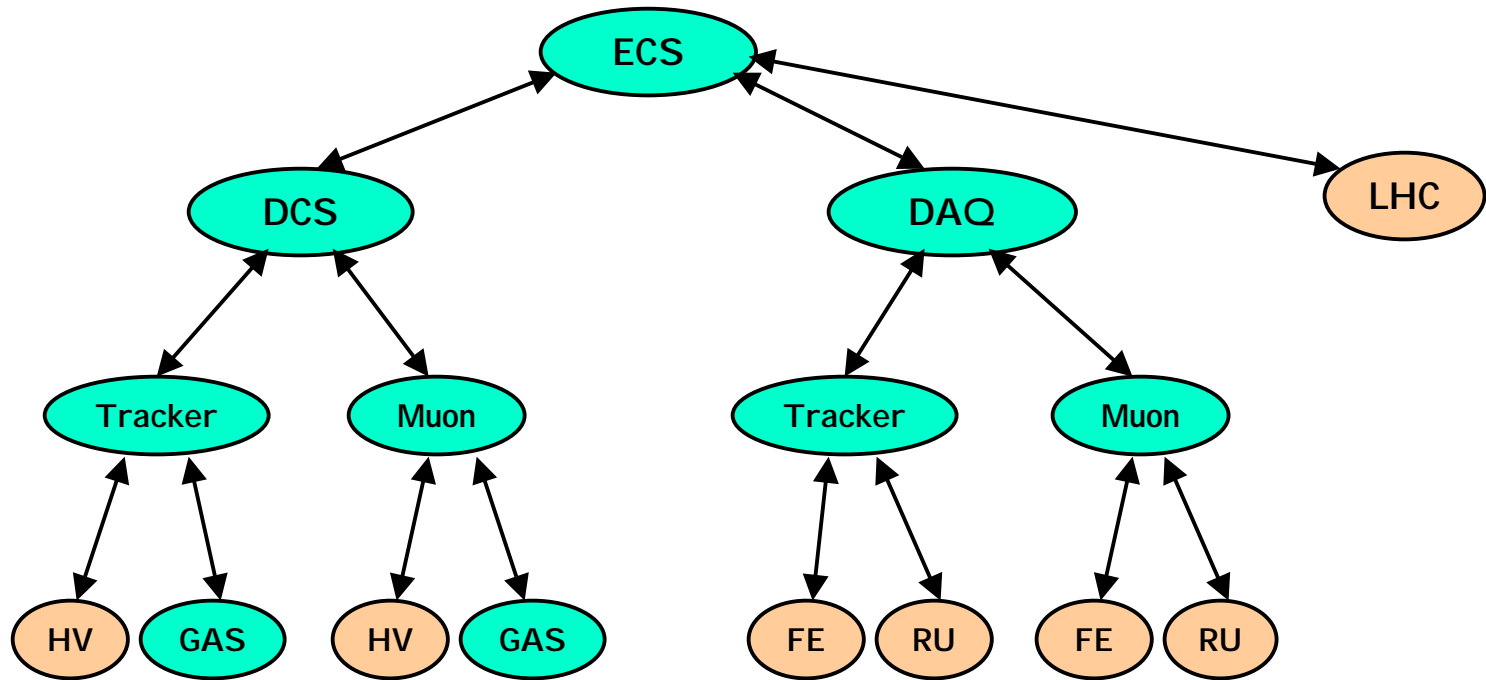 ECS
DCS
DAQ
LHC
Tracker
Muon
Tracker
Muon
HV
GAS
HV
GAS
FE
RU
FE
RU